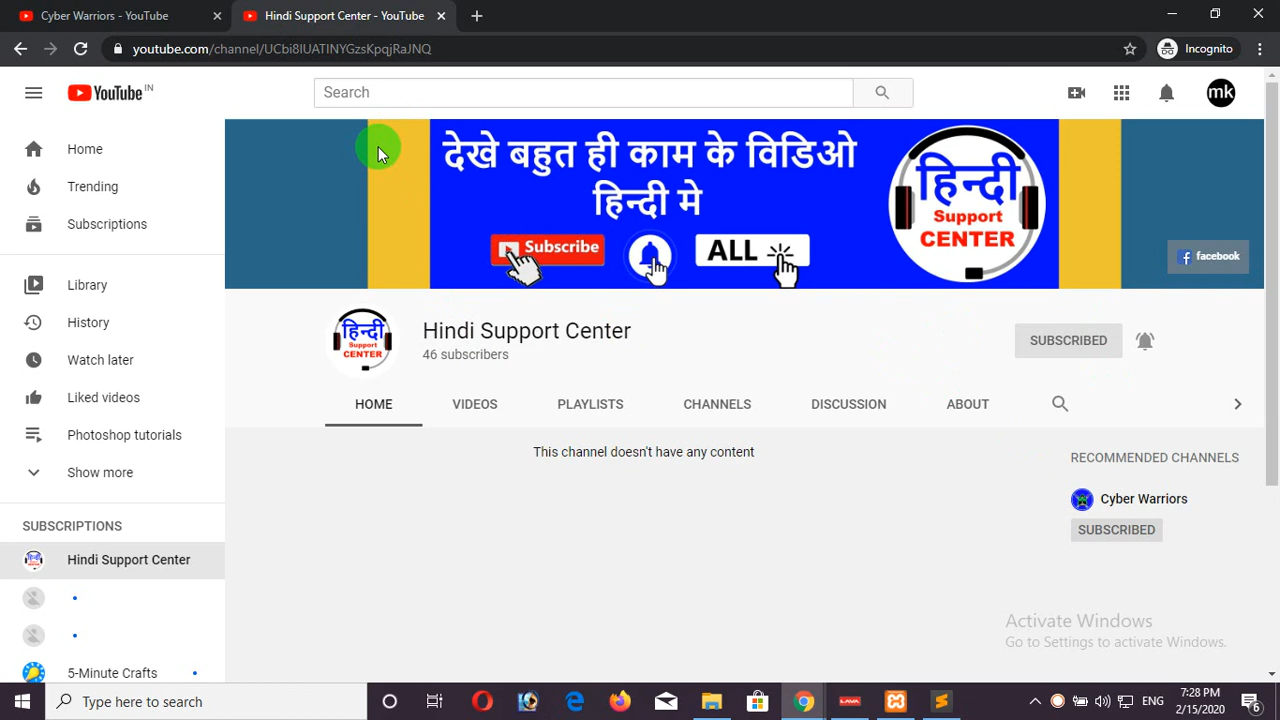 Cyber Warriors - YouTube
Hindi Support Center - YouTube
youtube.com/channel/UCbi8IUATINYGzsKpqjRaJNQ
Incognito
YouTube IN
Search
mk
Home
Trending
Subscriptions
Library
History
Watch later
Liked videos
Photoshop tutorials
Show more
SUBSCRIPTIONS
Hindi Support Center
5-Minute Crafts
देखे बहुत ही काम के विडिओ
हिन्दी मे
Subscribe
ALL
हिन्दी
Support
CENTER
facebook
हिन्दी
Support
CENTER
Hindi Support Center
46 subscribers
SUBSCRIBED
HOME
VIDEOS
PLAYLISTS
CHANNELS
DISCUSSION
ABOUT
This channel doesn't have any content
RECOMMENDED CHANNELS
Cyber Warriors
SUBSCRIBED
Activate Windows
Go to Settings to activate Windows.
Type here to search
LAVA
ENG
7:28 PM
2/15/2020
6